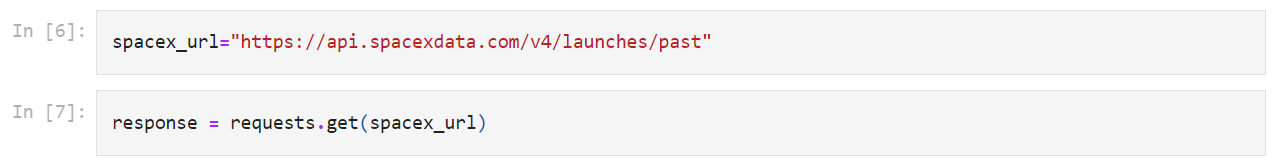 In [6]: spacex_url="https://api.spacexdata.com/v4/launches/past"
In [7]: response = requests.get(spacex_url)